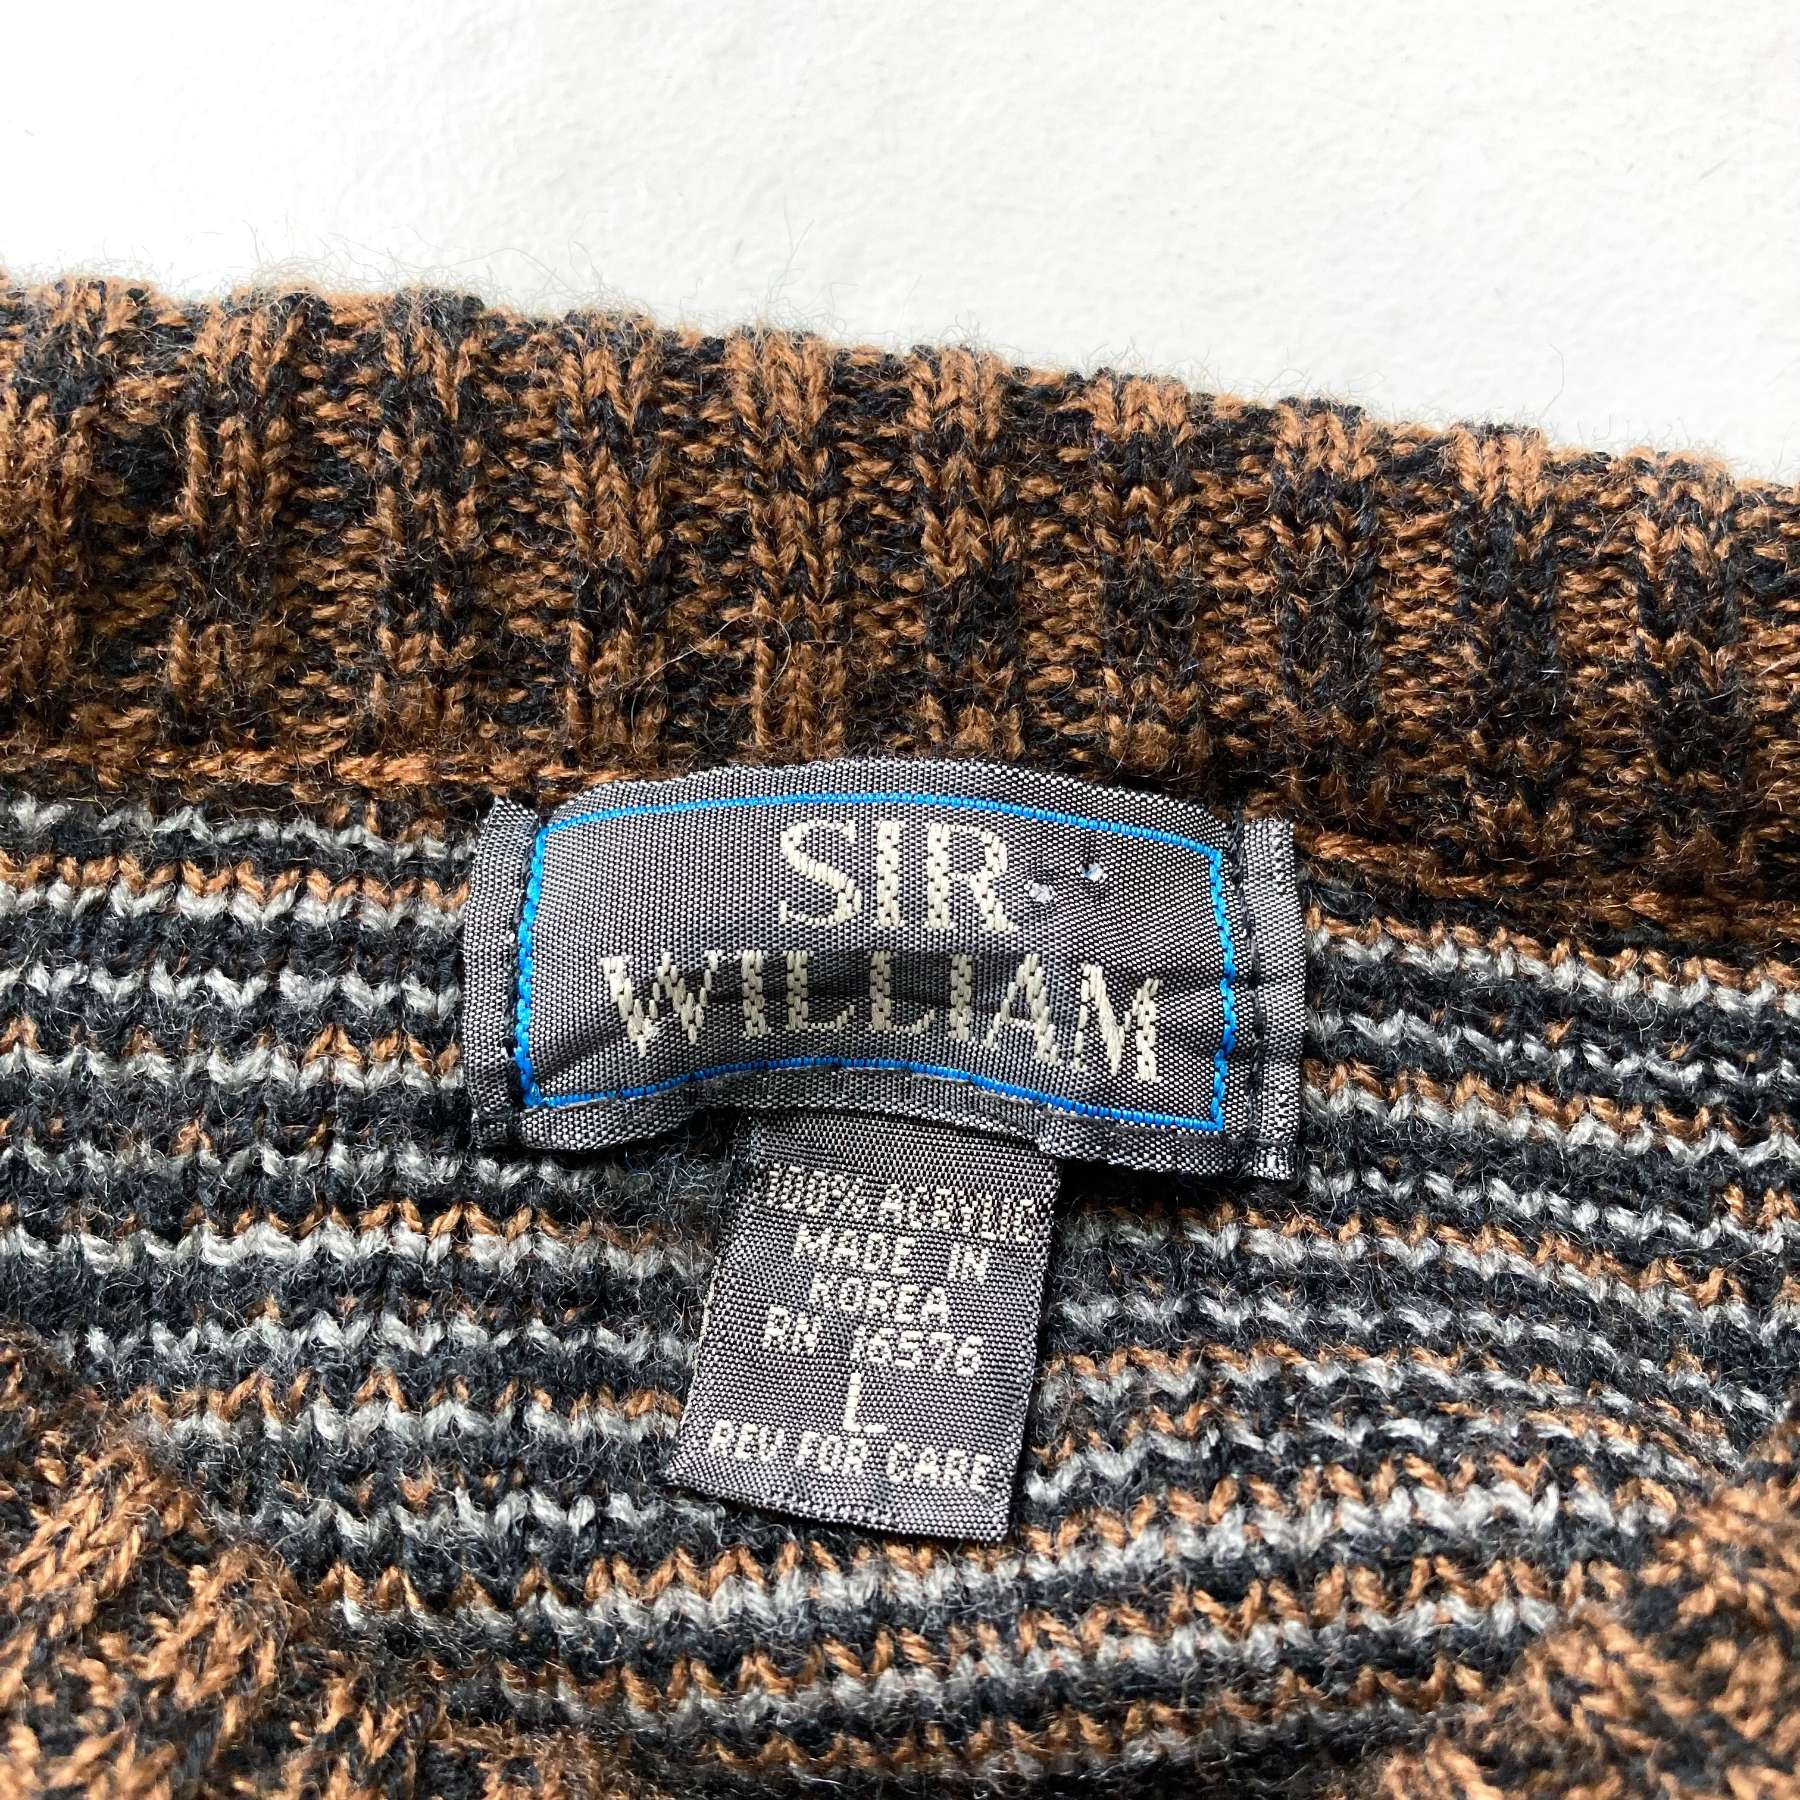 SIR
WILLIAM
100% ACRYLIC
MADE IN
KOREA
RN 16576
L
REV FOR CARE